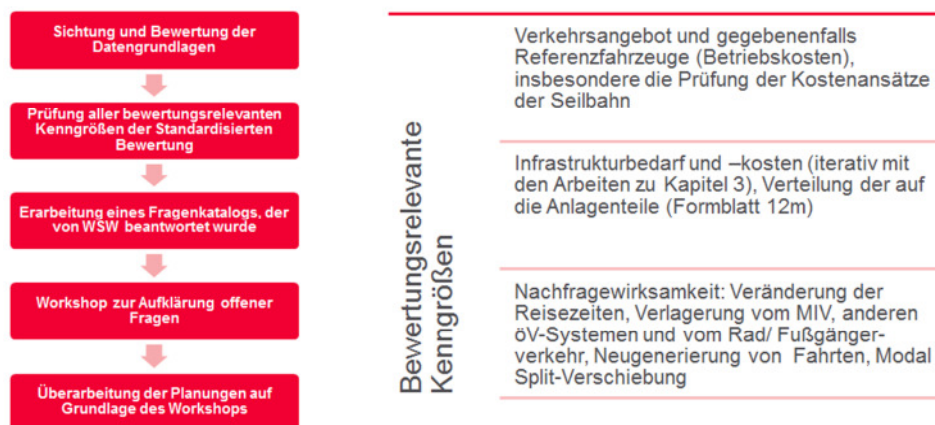 Sichtung und Bewertung der
Datengrundlagen
Prüfung aller bewertungsrelevanten
Kenngrößen der Standardisierten
Bewertung
Erarbeitung eines Fragenkatalogs, der
von WSW beantwortet wurde
Workshop zur Aufklärung offener
Fragen
Überarbeitung der Planungen auf
Grundlage des Workshops
Bewertungsrelevante
Kenngrößen
Verkehrsangebot und gegebenenfalls
Referenzfahrzeuge (Betriebskosten),
insbesondere die Prüfung der Kostenansätze
der Seilbahn
Infrastrukturbedarf und –kosten (iterativ mit
den Arbeiten zu Kapitel 3), Verteilung der auf
die Anlagenteile (Formblatt 12m)
Nachfragewirksamkeit: Veränderung der
Reisezeiten, Verlagerung vom MIV, anderen
öV-Systemen und vom Rad/ Fußgänger-
verkehr, Neugenerierung von Fahrten, Modal
Split-Verschiebung